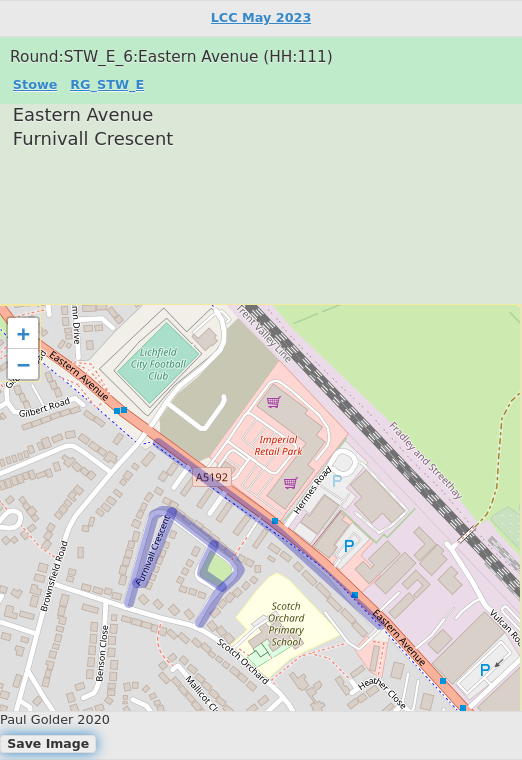 LCC May 2023
Round:STW_E_6:Eastern Avenue (HH:111)
Stowe RG_STW_E
Eastern Avenue
Furnivall Crescent
+
−
mn Drive
Trent Valley Line
Lichfield
City Football
Club
Eastern Avenue
Gilbert Road
Imperial
Retail Park
Fradley and Streethay
A5192
Hermes Road
P
P
Furnivall Crescent
Brownsfield Road
Scotch
Orchard
Primary
School
Eastern Avenue
Vulcan Ro
Benson Close
Scotch Orchard
P
Mallicot Cl
Heather Close
Paul Golder 2020
Save Image